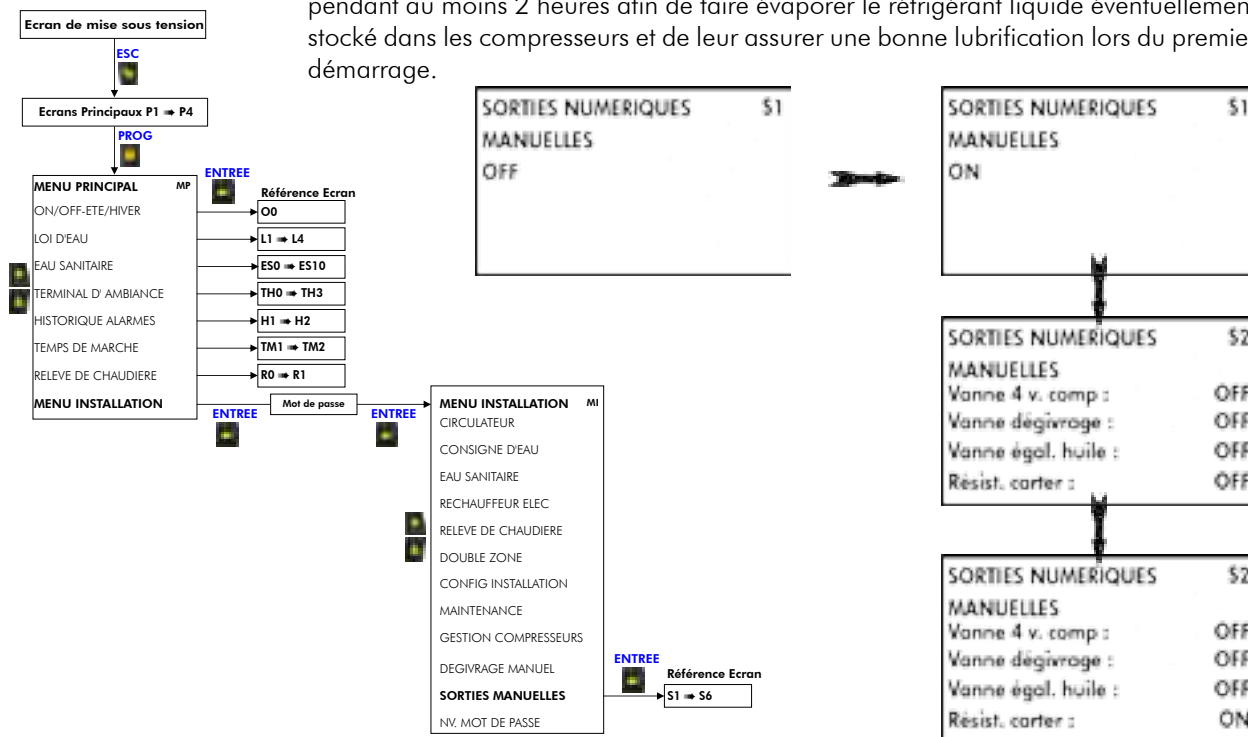 pendant au moins 2 heures afin de faire évaporer le réfrigérant liquide éventuellemen
stocké dans les compresseurs et de leur assurer une bonne lubrification lors du premie
démarrage.
Ecran de mise sous tension
ESC
Ecrans Principaux P1 ➠ P4
PROG
ENTREE
MENU PRINCIPAL MP
Référence Ecran
ON/OFF-ETE/HIVER O0
LOI D'EAU L1 ➠ L4
EAU SANITAIRE ES0 ➠ ES10
TERMINAL D' AMBIANCE TH0 ➠ TH3
HISTORIQUE ALARMES H1 ➠ H2
TEMPS DE MARCHE TM1 ➠ TM2
RELEVE DE CHAUDIERE R0 ➠ R1
MENU INSTALLATION
ENTREE
Mot de passe
ENTREE
MENU INSTALLATION MI
CIRCULATEUR
CONSIGNE D'EAU
EAU SANITAIRE
RECHAUFFEUR ELEC
RELEVE DE CHAUDIERE
DOUBLE ZONE
CONFIG INSTALLATION
MAINTENANCE
GESTION COMPRESSEURS
DEGIVRAGE MANUEL
SORTIES MANUELLES
NV. MOT DE PASSE
ENTREE
Référence Ecran
S1 ➠ S6
SORTIES NUMERIQUES S1
MANUELLES
OFF
SORTIES NUMERIQUES S1
MANUELLES
ON
SORTIES NUMERIQUES S2
MANUELLES
Vanne 4 v. comp : OFF
Vanne dégivrage : OFF
Vanne égal. huile : OFF
Résist. carter : OFF
SORTIES NUMERIQUES S2
MANUELLES
Vanne 4 v. comp : OFF
Vanne dégivrage : OFF
Vanne égal. huile : OFF
Résist. carter : ON